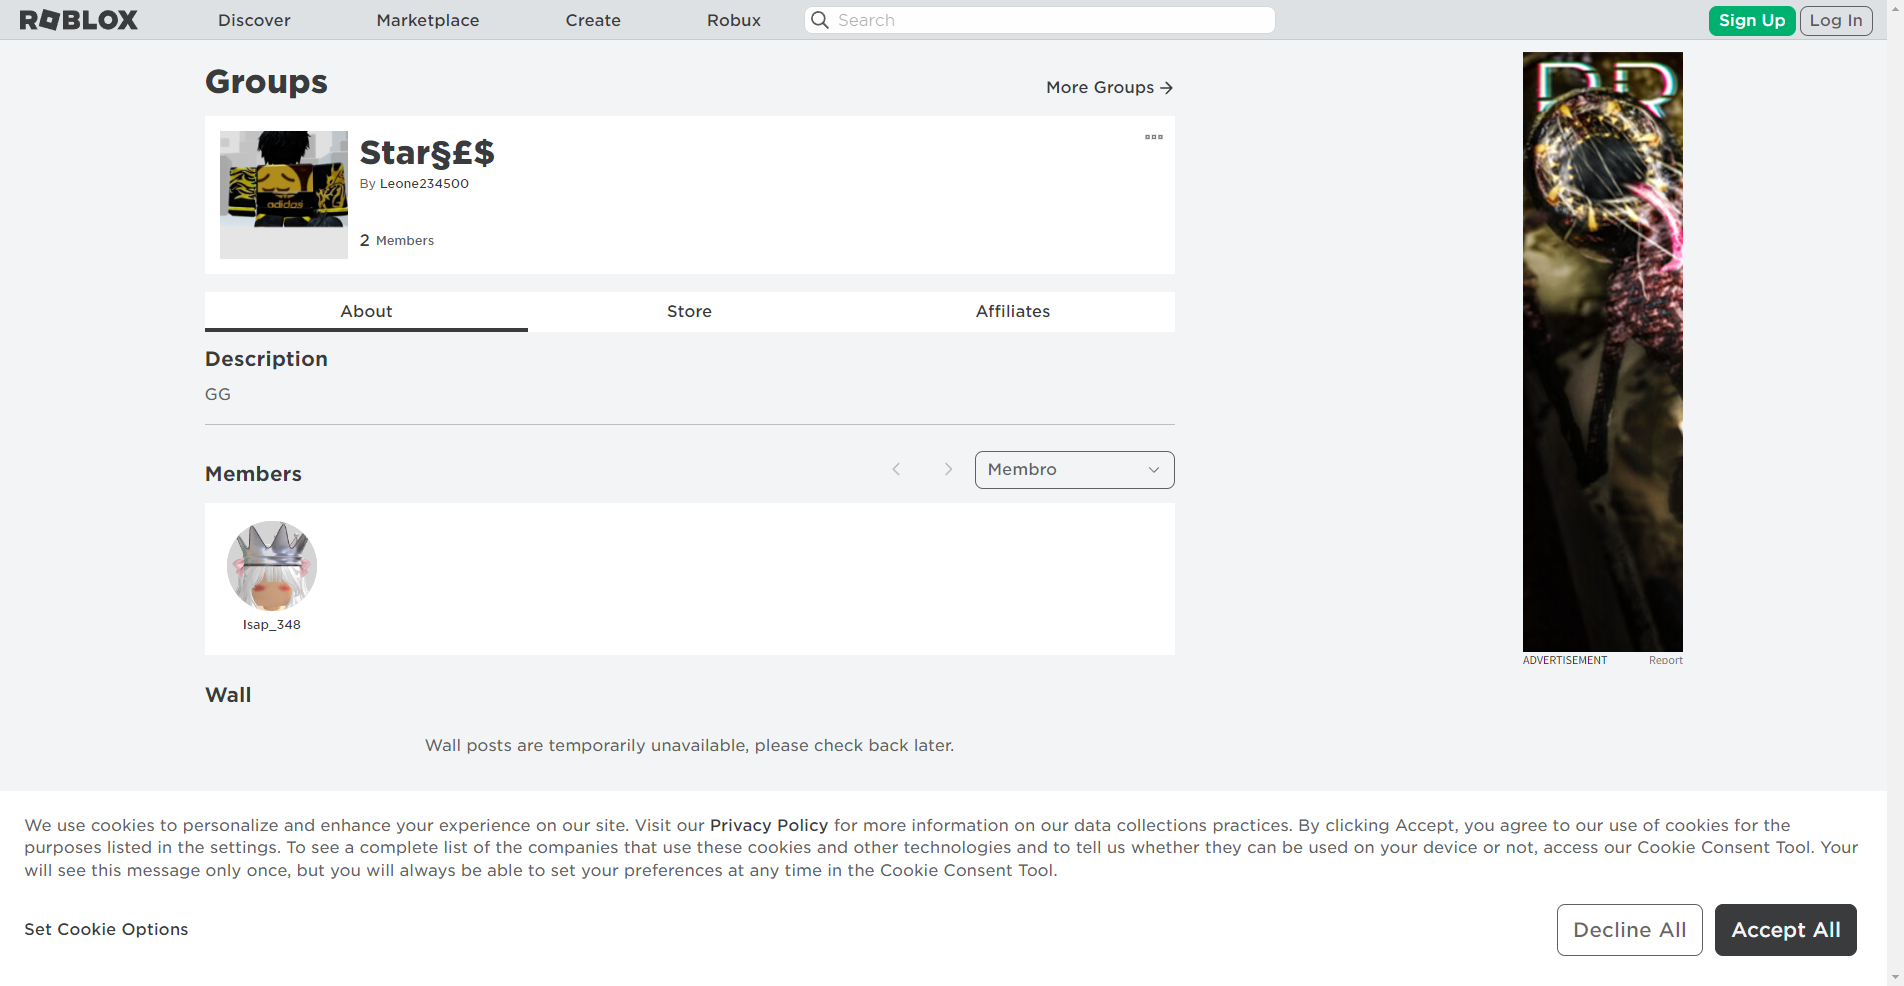 ROBLOX
Discover
Marketplace
Create
Robux
Search
Sign Up
Log In
Groups
More Groups
Star§£$
By Leone234500
adidas
2 Members
About
Store
Affiliates
Description
GG
Members
Membro
Isap_348
Wall
Wall posts are temporarily unavailable, please check back later.
ADVERTISEMENT
Report
We use cookies to personalize and enhance your experience on our site. Visit our Privacy Policy for more information on our data collections practices. By clicking Accept, you agree to our use of cookies for the
purposes listed in the settings. To see a complete list of the companies that use these cookies and other technologies and to tell us whether they can be used on your device or not, access our Cookie Consent Tool. Your
will see this message only once, but you will always be able to set your preferences at any time in the Cookie Consent Tool.
Set Cookie Options
Decline All
Accept All